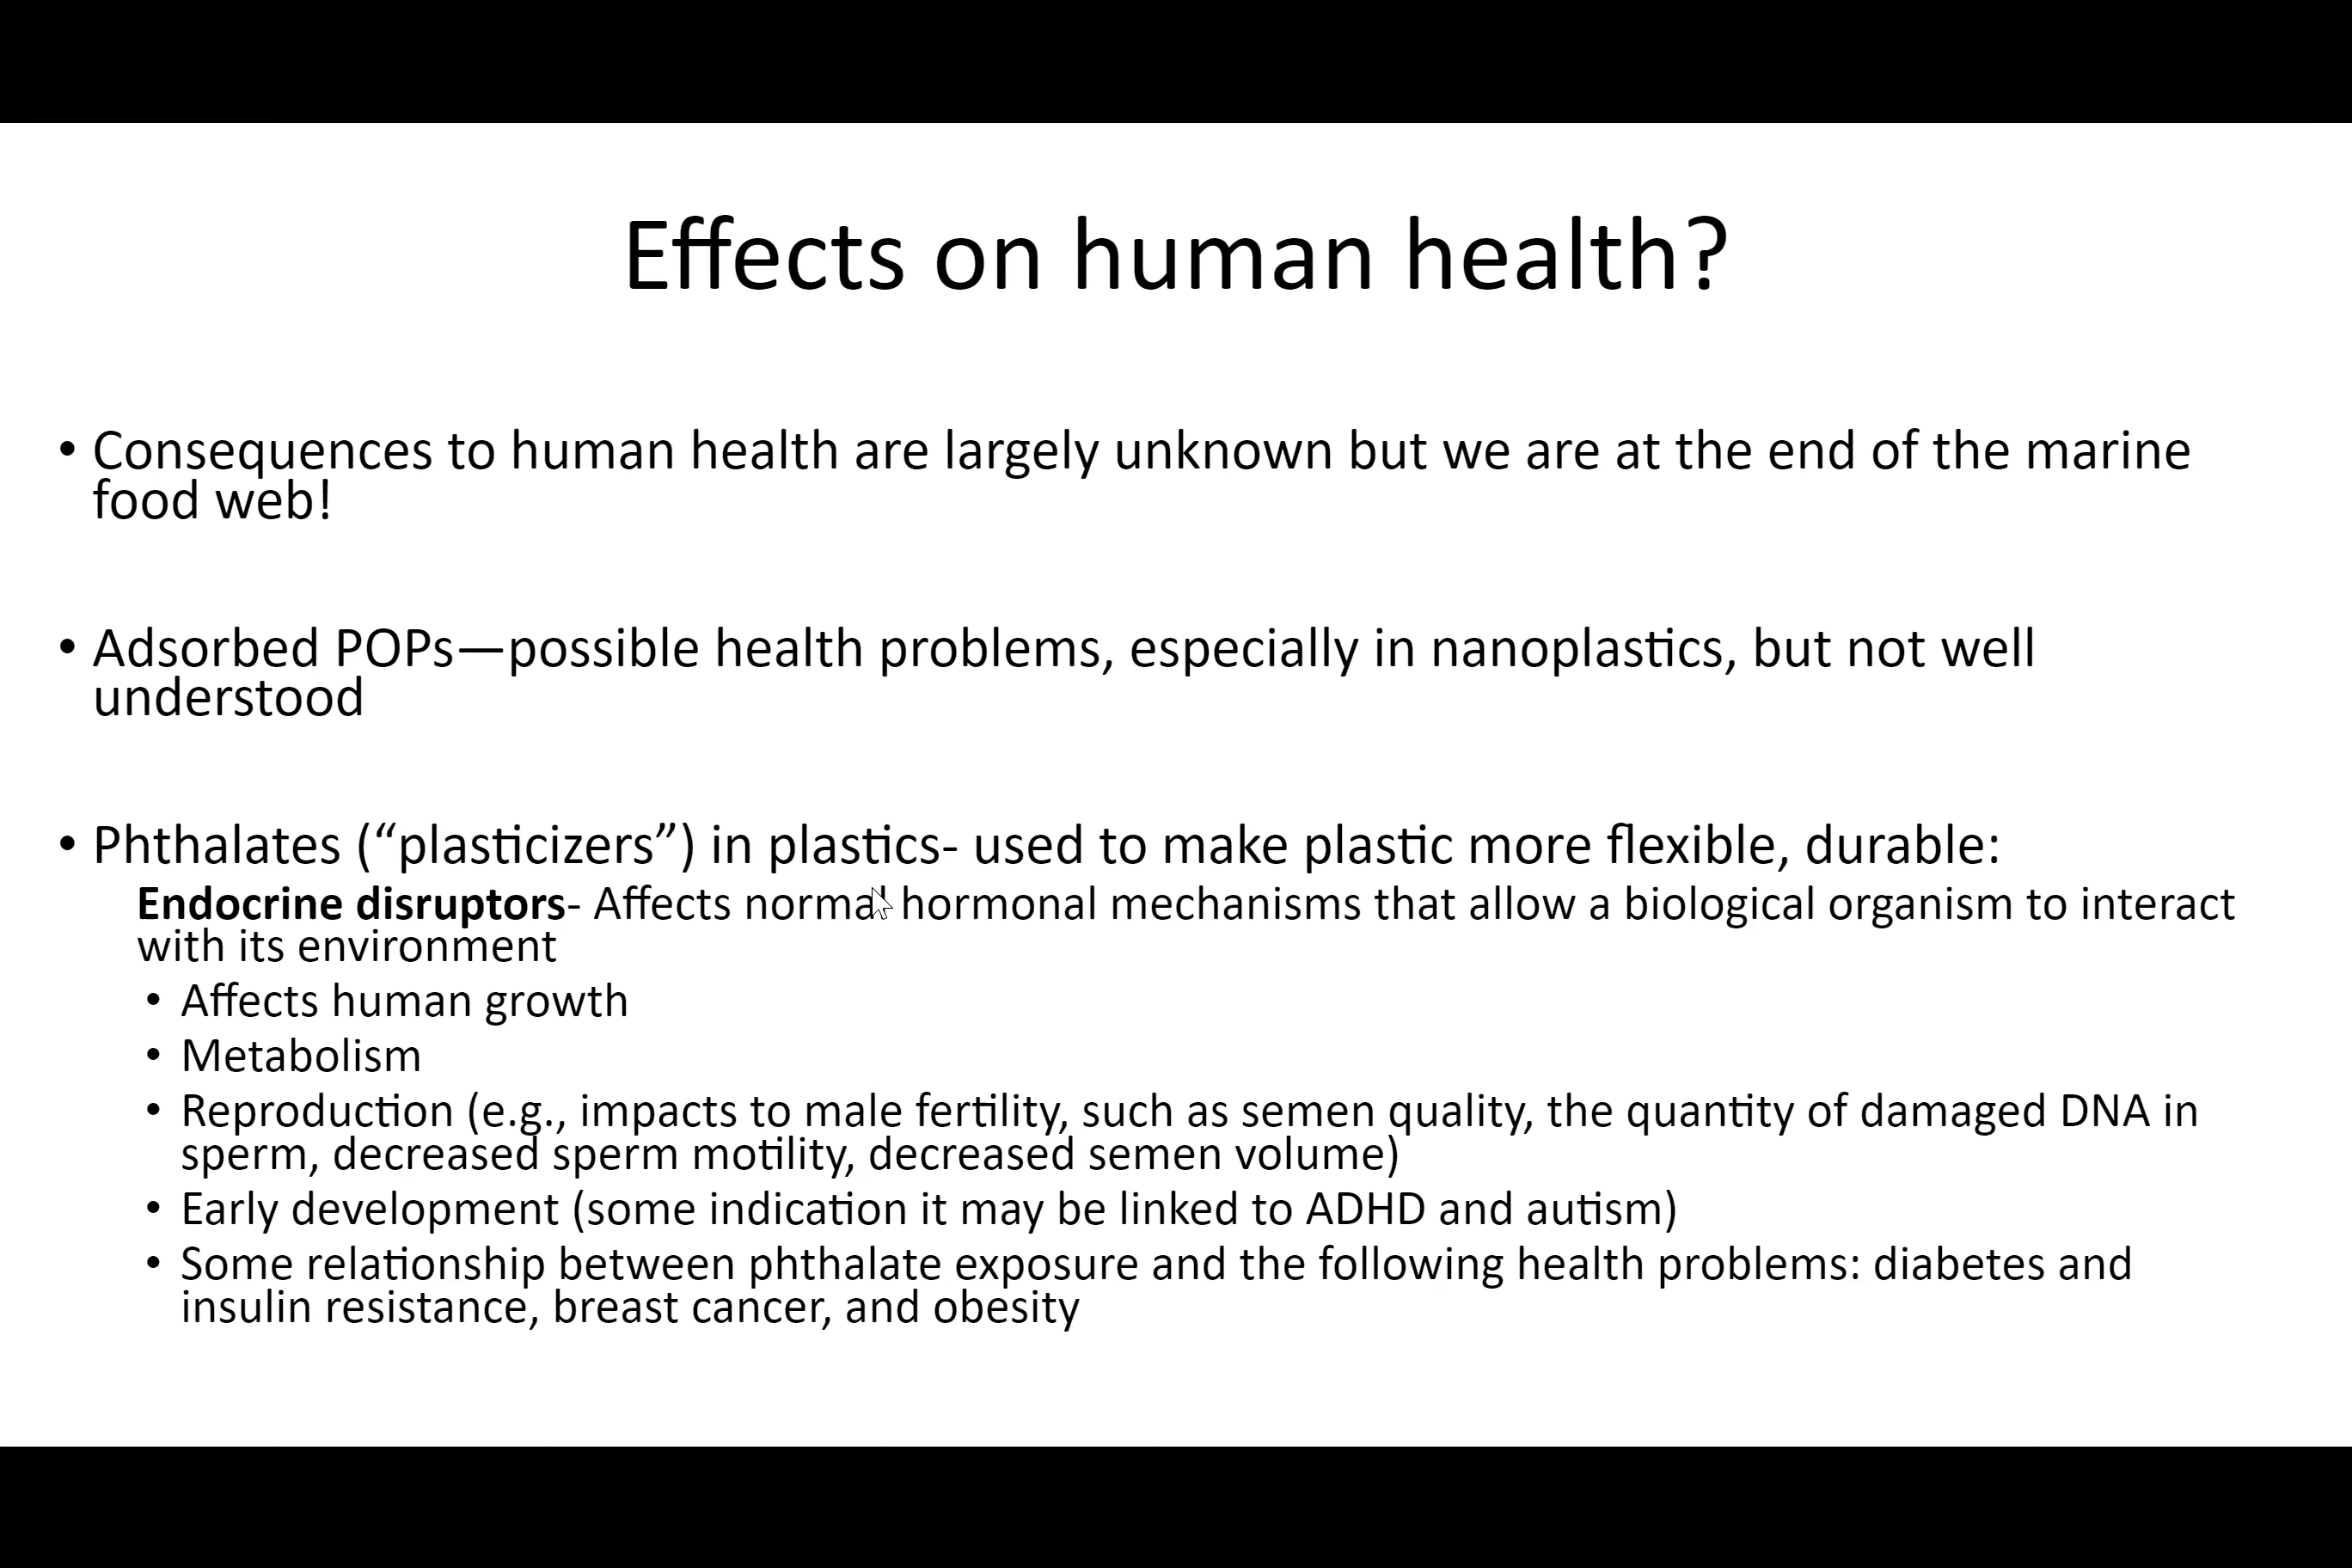 Effects on human health?
• Consequences to human health are largely unknown but we are at the end of the marine
food web!
• Adsorbed POPs—possible health problems, especially in nanoplastics, but not well
understood
• Phthalates (“plasticizers”) in plastics- used to make plastic more flexible, durable:
Endocrine disruptors- Affects normal hormonal mechanisms that allow a biological organism to interact
with its environment
• Affects human growth
• Metabolism
• Reproduction (e.g., impacts to male fertility, such as semen quality, the quantity of damaged DNA in
sperm, decreased sperm motility, decreased semen volume)
• Early development (some indication it may be linked to ADHD and autism)
• Some relationship between phthalate exposure and the following health problems: diabetes and
insulin resistance, breast cancer, and obesity